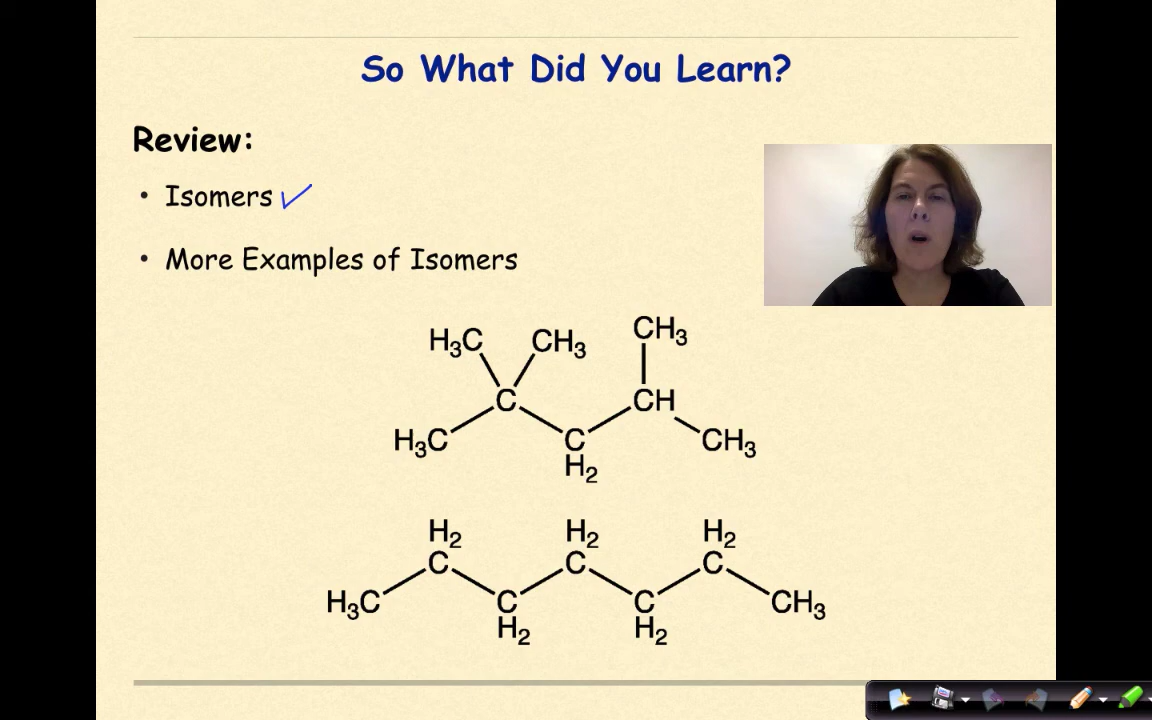 So What Did You Learn?
Review:
• Isomers
• More Examples of Isomers
H₃C CH₃ CH₃
C CH
H₃C C CH₃
H₂
H₂ H₂ H₂
C C C
H₃C C C CH₃
H₂ H₂